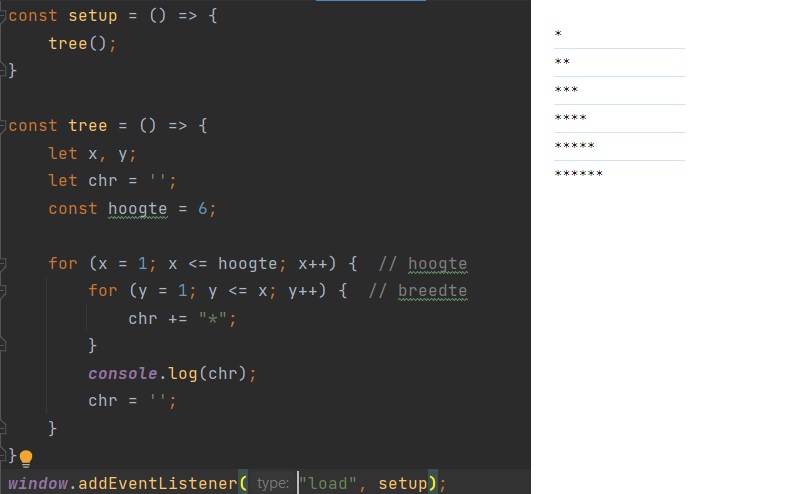 const setup = () => {
    tree();
}

const tree = () => {
    let x, y;
    let chr = '';
    const hoogte = 6;

    for (x = 1; x <= hoogte; x++) {  // hoogte
        for (y = 1; y <= x; y++) {  // breedte
            chr += "*";
        }
        console.log(chr);
        chr = '';
    }
}
window.addEventListener( type: "load", setup);
*
**
***
****
*****
******